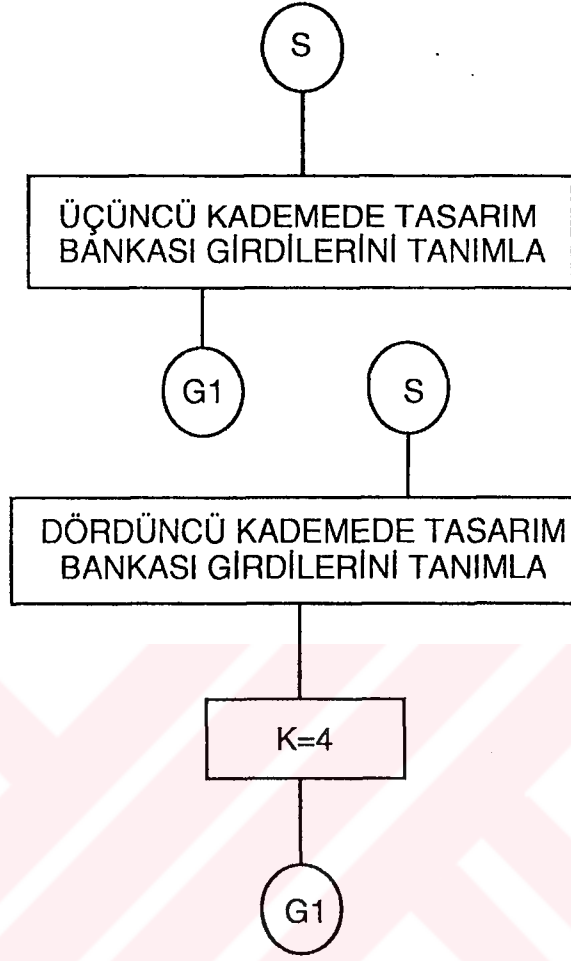 S
ÜÇÜNCÜ KADEMEDE TASARIM
BANKASI GİRDİLERİNİ TANIMLA
G1
S
DÖRDÜNCÜ KADEMEDE TASARIM
BANKASI GİRDİLERİNİ TANIMLA
K=4
G1